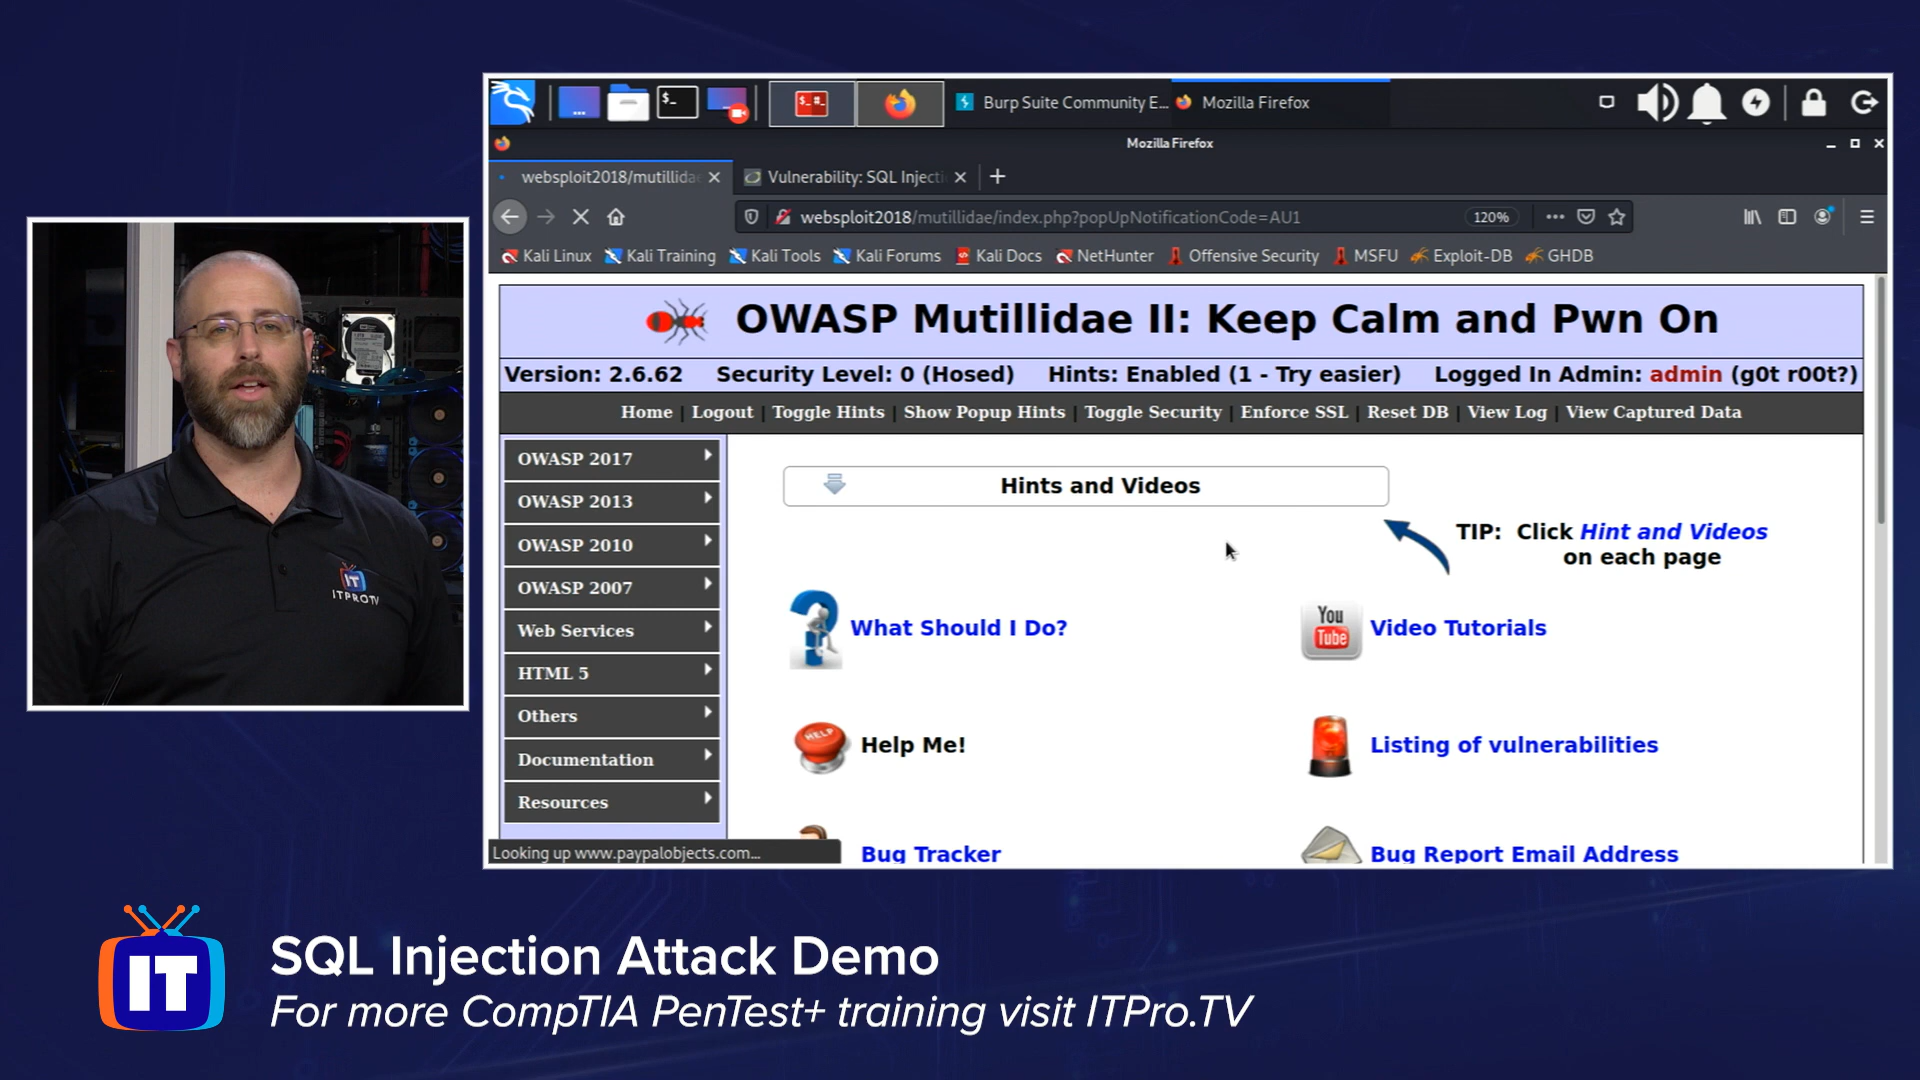 $_
$_ #_
Burp Suite Community E...
Mozilla Firefox
Mozilla Firefox
websploit2018/mutillida
Vulnerability: SQL Injecti
websploit2018/mutillidae/index.php?popUpNotificationCode=AU1
120%
Kali Linux
Kali Training
Kali Tools
Kali Forums
Kali Docs
NetHunter
Offensive Security
MSFU
Exploit-DB
GHDB
OWASP Mutillidae II: Keep Calm and Pwn On
Version: 2.6.62 Security Level: 0 (Hosed) Hints: Enabled (1 - Try easier) Logged In Admin: admin (g0t r00t?)
Home | Logout | Toggle Hints | Show Popup Hints | Toggle Security | Enforce SSL | Reset DB | View Log | View Captured Data
OWASP 2017
OWASP 2013
OWASP 2010
OWASP 2007
Web Services
HTML 5
Others
Documentation
Resources
Hints and Videos
TIP: Click Hint and Videos
on each page
What Should I Do?
You
Tube
Video Tutorials
HELP
Help Me!
Listing of vulnerabilities
Bug Tracker
Bug Report Email Address
Looking up www.paypalobjects.com...
IT
ITPROTV
IT
SQL Injection Attack Demo
For more CompTIA PenTest+ training visit ITPro.TV